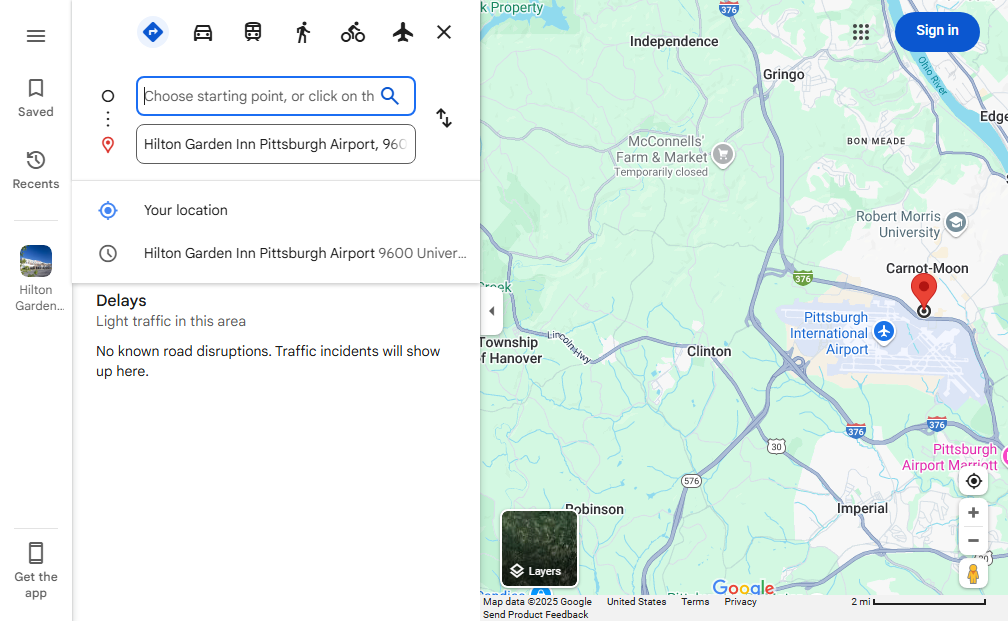 Saved
Recents
Hilton
Garden...
Get the
app
Choose starting point, or click on th
Hilton Garden Inn Pittsburgh Airport, 960
Your location
Hilton Garden Inn Pittsburgh Airport 9600 Univer...
Delays
Light traffic in this area
No known road disruptions. Traffic incidents will show
up here.
Sign in
k Property
376
Independence
Gringo
Ohio River
Edge
BON MEADE
McConnells'
Farm & Market
Temporarily closed
Robert Morris
University
Carnot-Moon
376
Creek
Pittsburgh
International
Airport
Lincoln Hwy
Township
of Hanover
Clinton
376
376
30
Pittsburgh
Airport Marriott
576
Imperial
Robinson
Layers
Google
Map data ©2025 Google
United States
Terms
Privacy
2 mi
Send Product Feedback